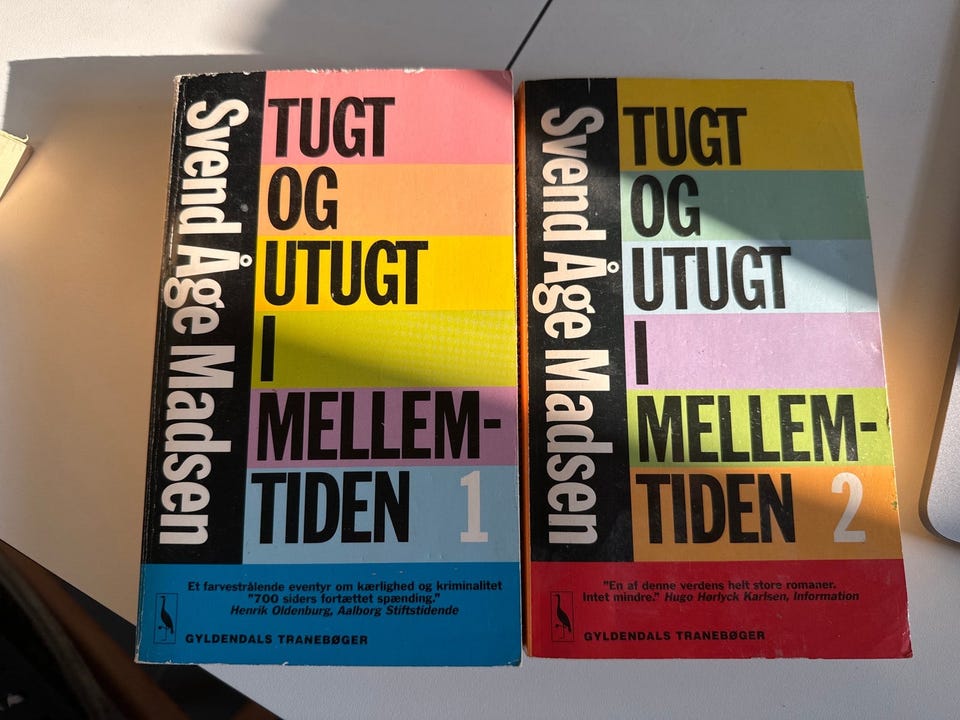 Svend Åge Madsen
TUGT
OG
UTUGT
I
MELLEM-
TIDEN 1
Et farvestrålende eventyr om kærlighed og kriminalitet
"700 siders fortættet spænding."
Henrik Oldenburg, Aalborg Stiftstidende
GYLDENDALS TRANEBØGER
Svend Åge Madsen
TUGT
OG
UTUGT
I
MELLEM-
TIDEN 2
"En af denne verdens helt store romaner.
Intet mindre." Hugo Hørlyck Karlsen, Information
GYLDENDALS TRANEBØGER